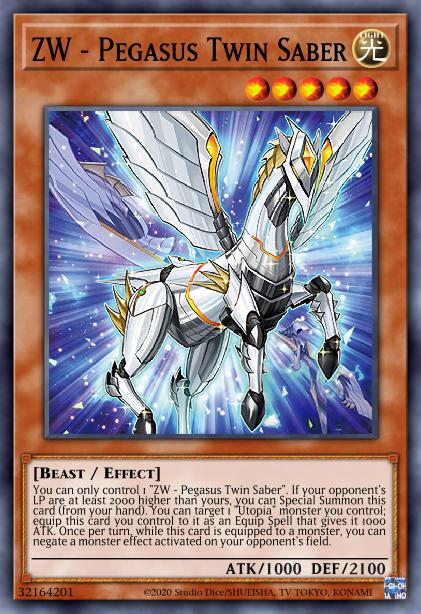 ZW - Pegasus Twin Saber
LIGHT
光
[Beast / Effect]
You can only control 1 "ZW - Pegasus Twin Saber". If your opponent's
LP are at least 2000 higher than yours, you can Special Summon this
card (from your hand). You can target 1 "Utopia" monster you control;
equip this card you control to it as an Equip Spell that gives it 1000
ATK. Once per turn, while this card is equipped to a monster, you can
negate a monster effect activated on your opponent's field.
ATK/1000 DEF/2100
32164201
©2020 Studio Dice/SHUEISHA, TV TOKYO, KONAMI